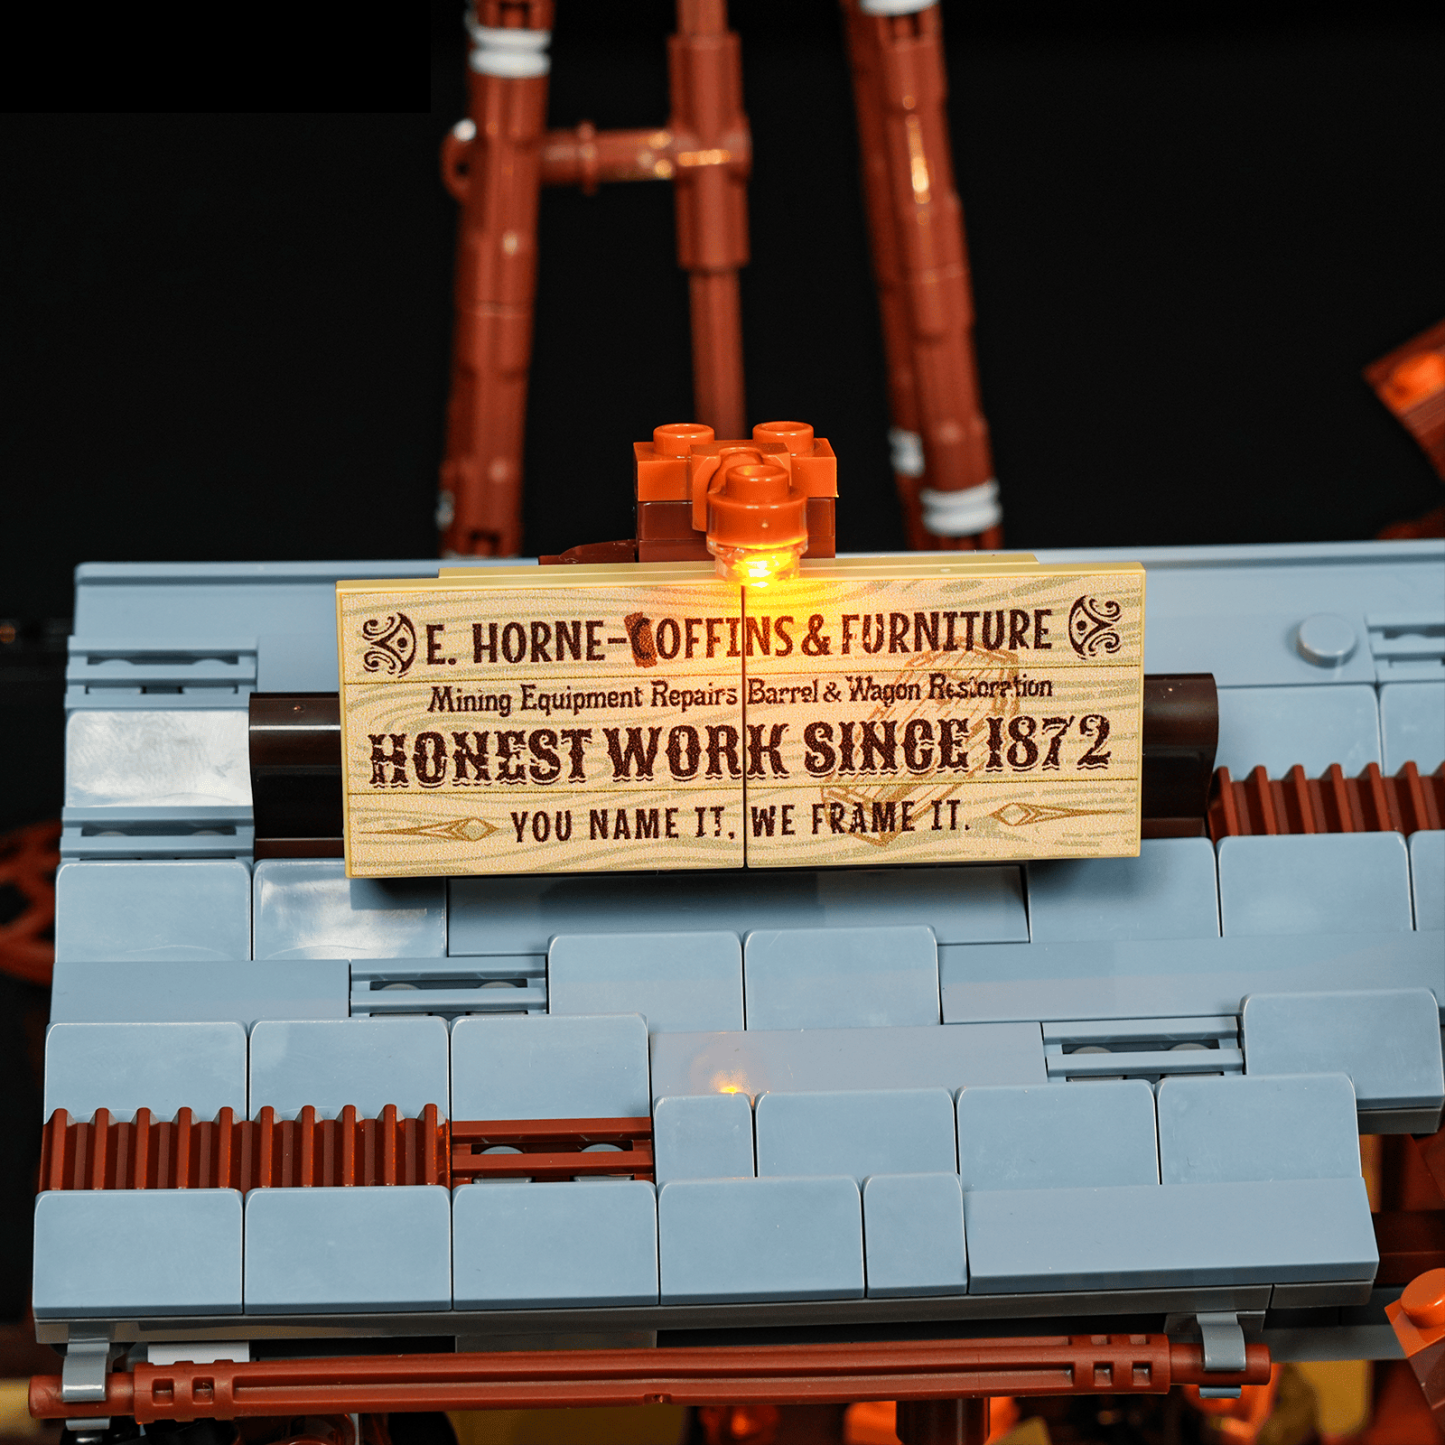 E. HORNE-COFFINS & FURNITURE
Mining Equipment Repairs Barrel & Wagon Restoration
HONEST WORK SINCE 1872
YOU NAME IT, WE FRAME IT.